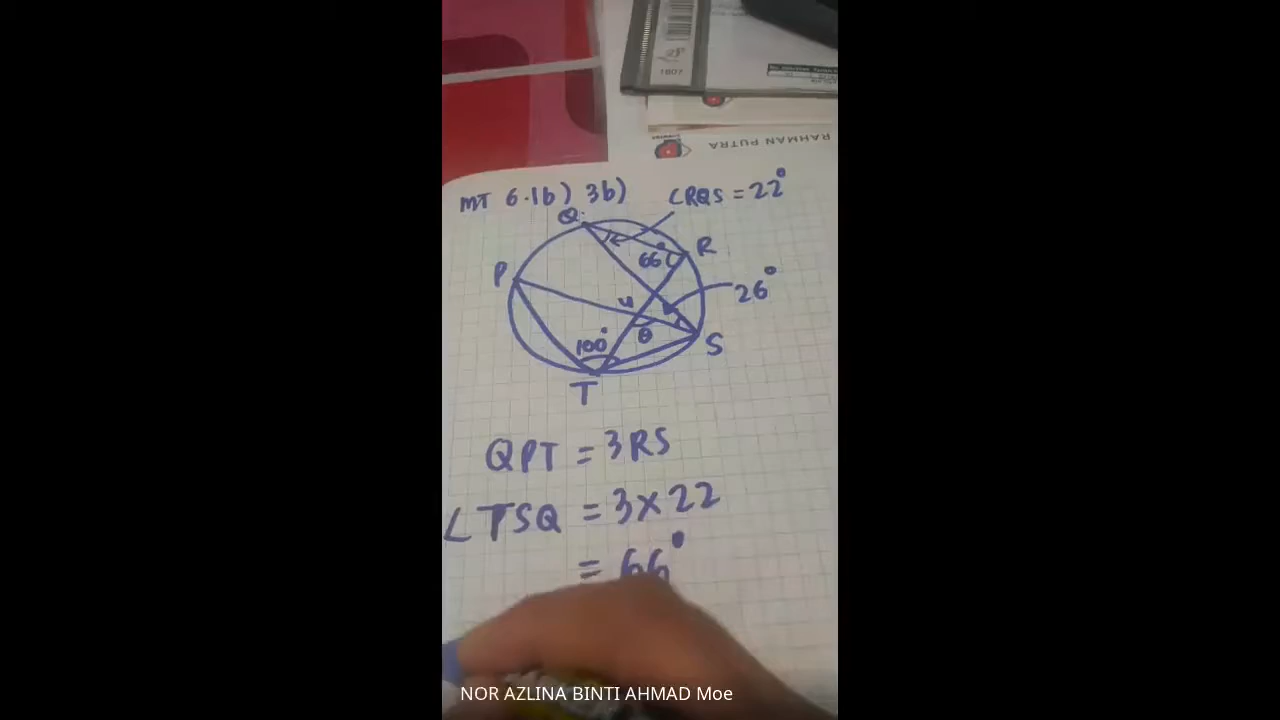 1807
RAHMAN PUTRA
MT 6.1b) 3b)
∠RQS = 22°
Q
R
66°
P
26°
u
θ
100°
S
T
QPT = 3RS
∠TSQ = 3×22
= 66°
NOR AZLINA BINTI AHMAD Moe